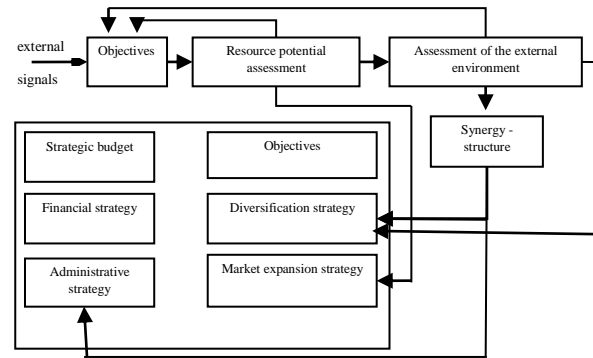 external
signals
Objectives
Resource potential
assessment
Assessment of the external
environment
Synergy -
structure
Strategic budget
Objectives
Financial strategy
Diversification strategy
Administrative
strategy
Market expansion strategy